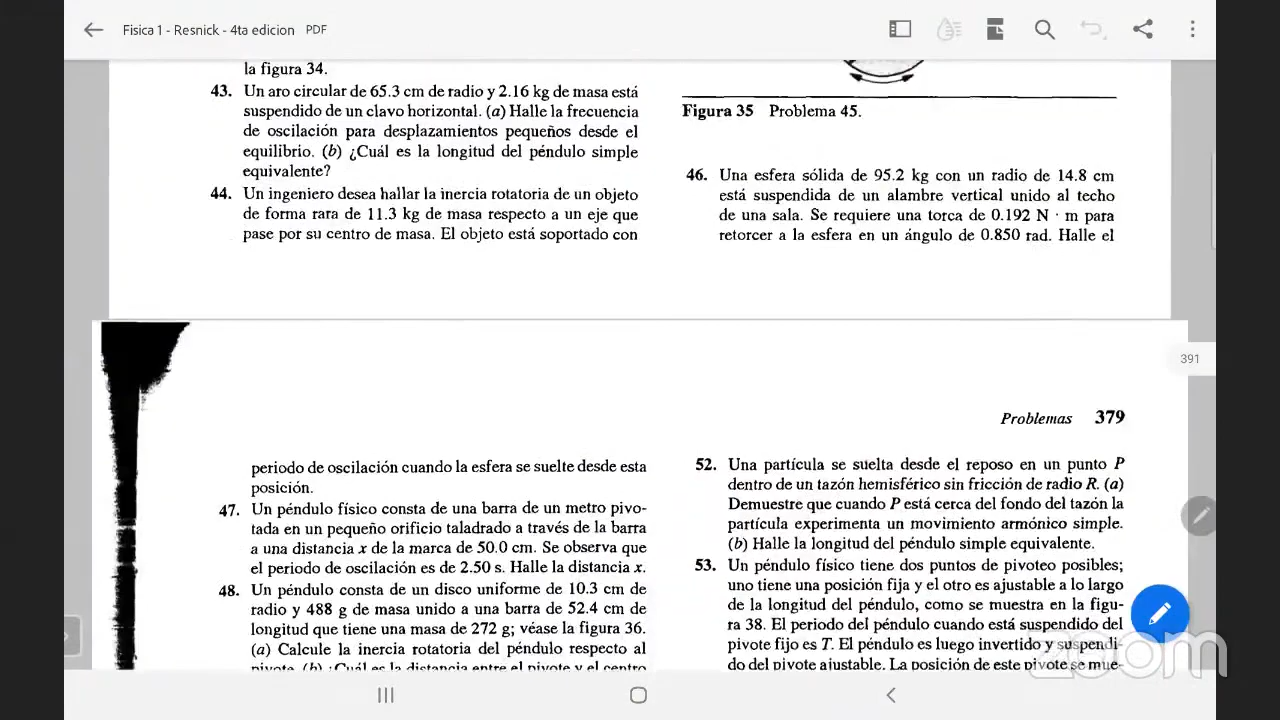 Fisica 1 - Resnick - 4ta edicion PDF
la figura 34.
43. Un aro circular de 65.3 cm de radio y 2.16 kg de masa está
suspendido de un clavo horizontal. (a) Halle la frecuencia
de oscilación para desplazamientos pequeños desde el
equilibrio. (b) ¿Cuál es la longitud del péndulo simple
equivalente?
44. Un ingeniero desea hallar la inercia rotatoria de un objeto
de forma rara de 11.3 kg de masa respecto a un eje que
pase por su centro de masa. El objeto está soportado con
Figura 35 Problema 45.
46. Una esfera sólida de 95.2 kg con un radio de 14.8 cm
está suspendida de un alambre vertical unido al techo
de una sala. Se requiere una torca de 0.192 N · m para
retorcer a la esfera en un ángulo de 0.850 rad. Halle el
391
Problemas 379
periodo de oscilación cuando la esfera se suelte desde esta
posición.
47. Un péndulo físico consta de una barra de un metro pivo-
tada en un pequeño orificio taladrado a través de la barra
a una distancia x de la marca de 50.0 cm. Se observa que
el periodo de oscilación es de 2.50 s. Halle la distancia x.
48. Un péndulo consta de un disco uniforme de 10.3 cm de
radio y 488 g de masa unido a una barra de 52.4 cm de
longitud que tiene una masa de 272 g; véase la figura 36.
(a) Calcule la inercia rotatoria del péndulo respecto al
pivote. (b) ¿Cuál es la distancia entre el pivote y el centro
52. Una partícula se suelta desde el reposo en un punto P
dentro de un tazón hemisférico sin fricción de radio R. (a)
Demuestre que cuando P está cerca del fondo del tazón la
partícula experimenta un movimiento armónico simple.
(b) Halle la longitud del péndulo simple equivalente.
53. Un péndulo físico tiene dos puntos de pivoteo posibles;
uno tiene una posición fija y el otro es ajustable a lo largo
de la longitud del péndulo, como se muestra en la figu-
ra 38. El periodo del péndulo cuando está suspendido del
pivote fijo es T. El péndulo es luego invertido y suspendi-
do del pivote ajustable. La posición de este pivote se mue-
zoom